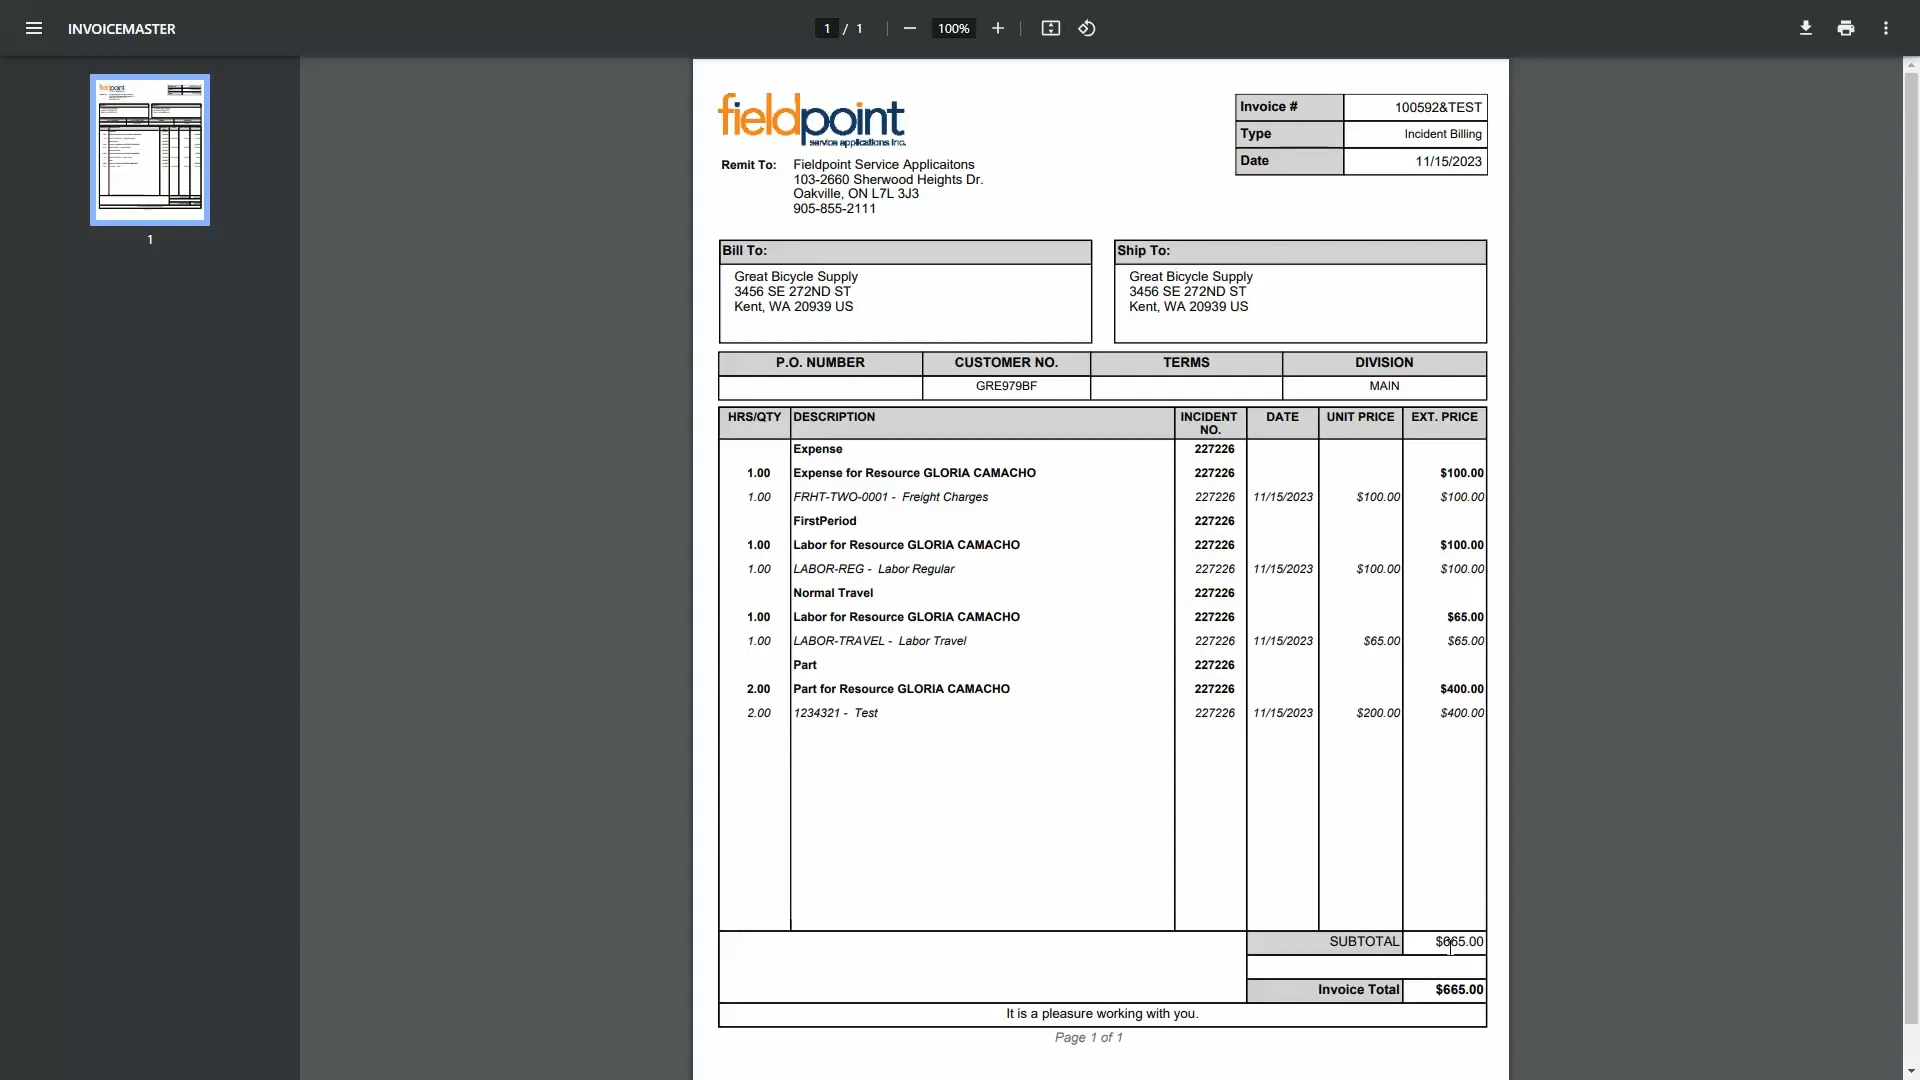 INVOICEMASTER
1 / 1
100%
1
fieldpoint
service applications inc.
Invoice # 100592&TEST
Type Incident Billing
Date 11/15/2023
Remit To: Fieldpoint Service Applicaitons
103-2660 Sherwood Heights Dr.
Oakville, ON L7L 3J3
905-855-2111
Bill To:
Great Bicycle Supply
3456 SE 272ND ST
Kent, WA 20939 US
Ship To:
Great Bicycle Supply
3456 SE 272ND ST
Kent, WA 20939 US
P.O. NUMBER CUSTOMER NO. TERMS DIVISION
GRE979BF MAIN
HRS/QTY DESCRIPTION INCIDENT NO. DATE UNIT PRICE EXT. PRICE
Expense 227226
1.00 Expense for Resource GLORIA CAMACHO 227226 $100.00
1.00 FRHT-TWO-0001 - Freight Charges 227226 11/15/2023 $100.00 $100.00
FirstPeriod 227226
1.00 Labor for Resource GLORIA CAMACHO 227226 $100.00
1.00 LABOR-REG - Labor Regular 227226 11/15/2023 $100.00 $100.00
Normal Travel 227226
1.00 Labor for Resource GLORIA CAMACHO 227226 $65.00
1.00 LABOR-TRAVEL - Labor Travel 227226 11/15/2023 $65.00 $65.00
Part 227226
2.00 Part for Resource GLORIA CAMACHO 227226 $400.00
2.00 1234321 - Test 227226 11/15/2023 $200.00 $400.00
SUBTOTAL $665.00
Invoice Total $665.00
It is a pleasure working with you.
Page 1 of 1